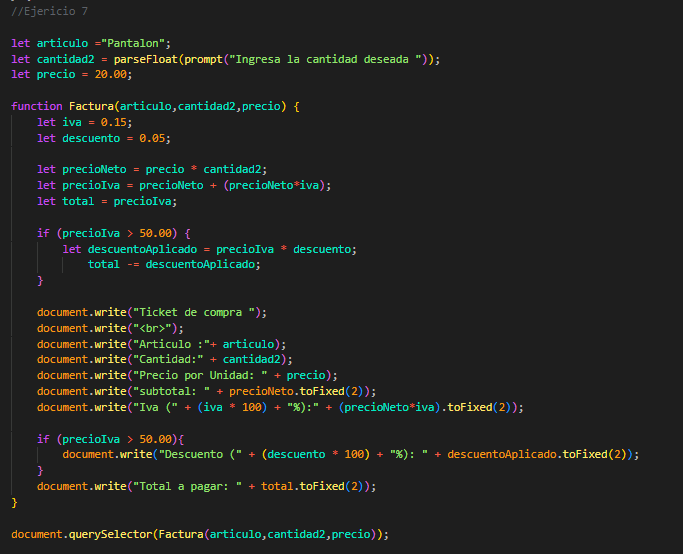 //Ejericio 7
let articulo ="Pantalon";
let cantidad2 = parseFloat(prompt("Ingresa la cantidad deseada "));
let precio = 20.00;
function Factura(articulo,cantidad2,precio) {
let iva = 0.15;
let descuento = 0.05;
let precioNeto = precio * cantidad2;
let precioIva = precioNeto + (precioNeto*iva);
let total = precioIva;
if (precioIva > 50.00) {
let descuentoAplicado = precioIva * descuento;
total -= descuentoAplicado;
}
document.write("Ticket de compra ");
document.write("<br>");
document.write("Articulo :"+ articulo);
document.write("Cantidad:" + cantidad2);
document.write("Precio por Unidad: " + precio);
document.write("subtotal: " + precioNeto.toFixed(2));
document.write("Iva (" + (iva * 100) + "%):" + (precioNeto*iva).toFixed(2));
if (precioIva > 50.00){
document.write("Descuento (" + (descuento * 100) + "%): " + descuentoAplicado.toFixed(2));
}
document.write("Total a pagar: " + total.toFixed(2));
}
document.querySelector(Factura(articulo,cantidad2,precio));